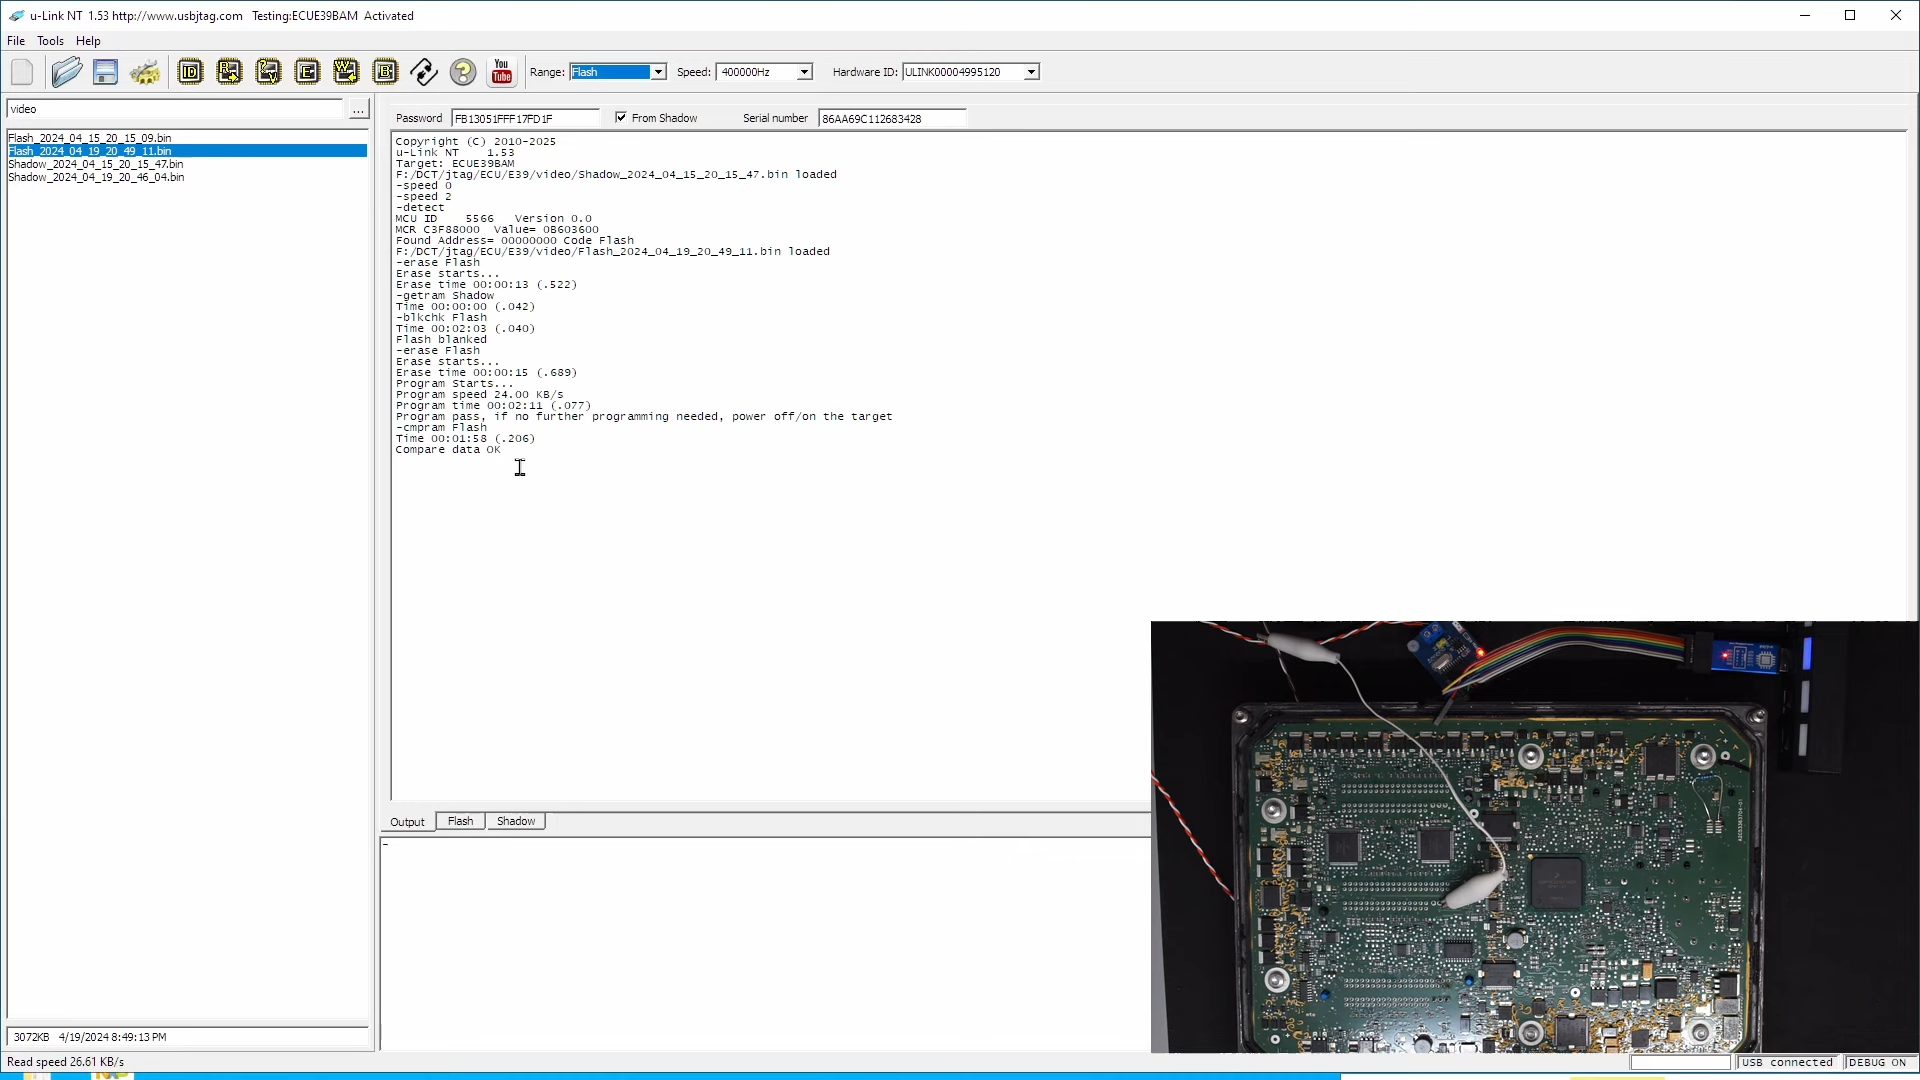 u-Link NT 1.53 http://www.usbjtag.com Testing:ECUE39BAM Activated
File Tools Help
ID R ?V E W B ? You Tube Range: Flash Speed: 400000Hz Hardware ID: ULINK00004995120
video ...
Password FB13051FFF17FD1F From Shadow Serial number 86AA69C112683428
Flash_2024_04_15_20_15_09.bin
Flash_2024_04_19_20_49_11.bin
Shadow_2024_04_15_20_15_47.bin
Shadow_2024_04_19_20_46_04.bin
Copyright (C) 2010-2025
u-Link NT 1.53
Target: ECUE39BAM
F:/DCT/jtag/ECU/E39/video/Shadow_2024_04_15_20_15_47.bin loaded
-speed 0
-speed 2
-detect
MCU ID 5566 Version 0.0
MCR C3F88000 Value= 0B603600
Found Address= 00000000 Code Flash
F:/DCT/jtag/ECU/E39/video/Flash_2024_04_19_20_49_11.bin loaded
-erase Flash
Erase starts...
Erase time 00:00:13 (.522)
-getram Shadow
Time 00:00:00 (.042)
-blkchk Flash
Time 00:02:03 (.040)
Flash blanked
-erase Flash
Erase starts...
Erase time 00:00:15 (.689)
Program Starts...
Program speed 24.00 KB/s
Program time 00:02:11 (.077)
Program pass, if no further programming needed, power off/on the target
-cmpram Flash
Time 00:01:58 (.206)
Compare data OK
Output Flash Shadow
3072KB 4/19/2024 8:49:13 PM
Read speed 26.61 KB/s
USB connected DEBUG ON